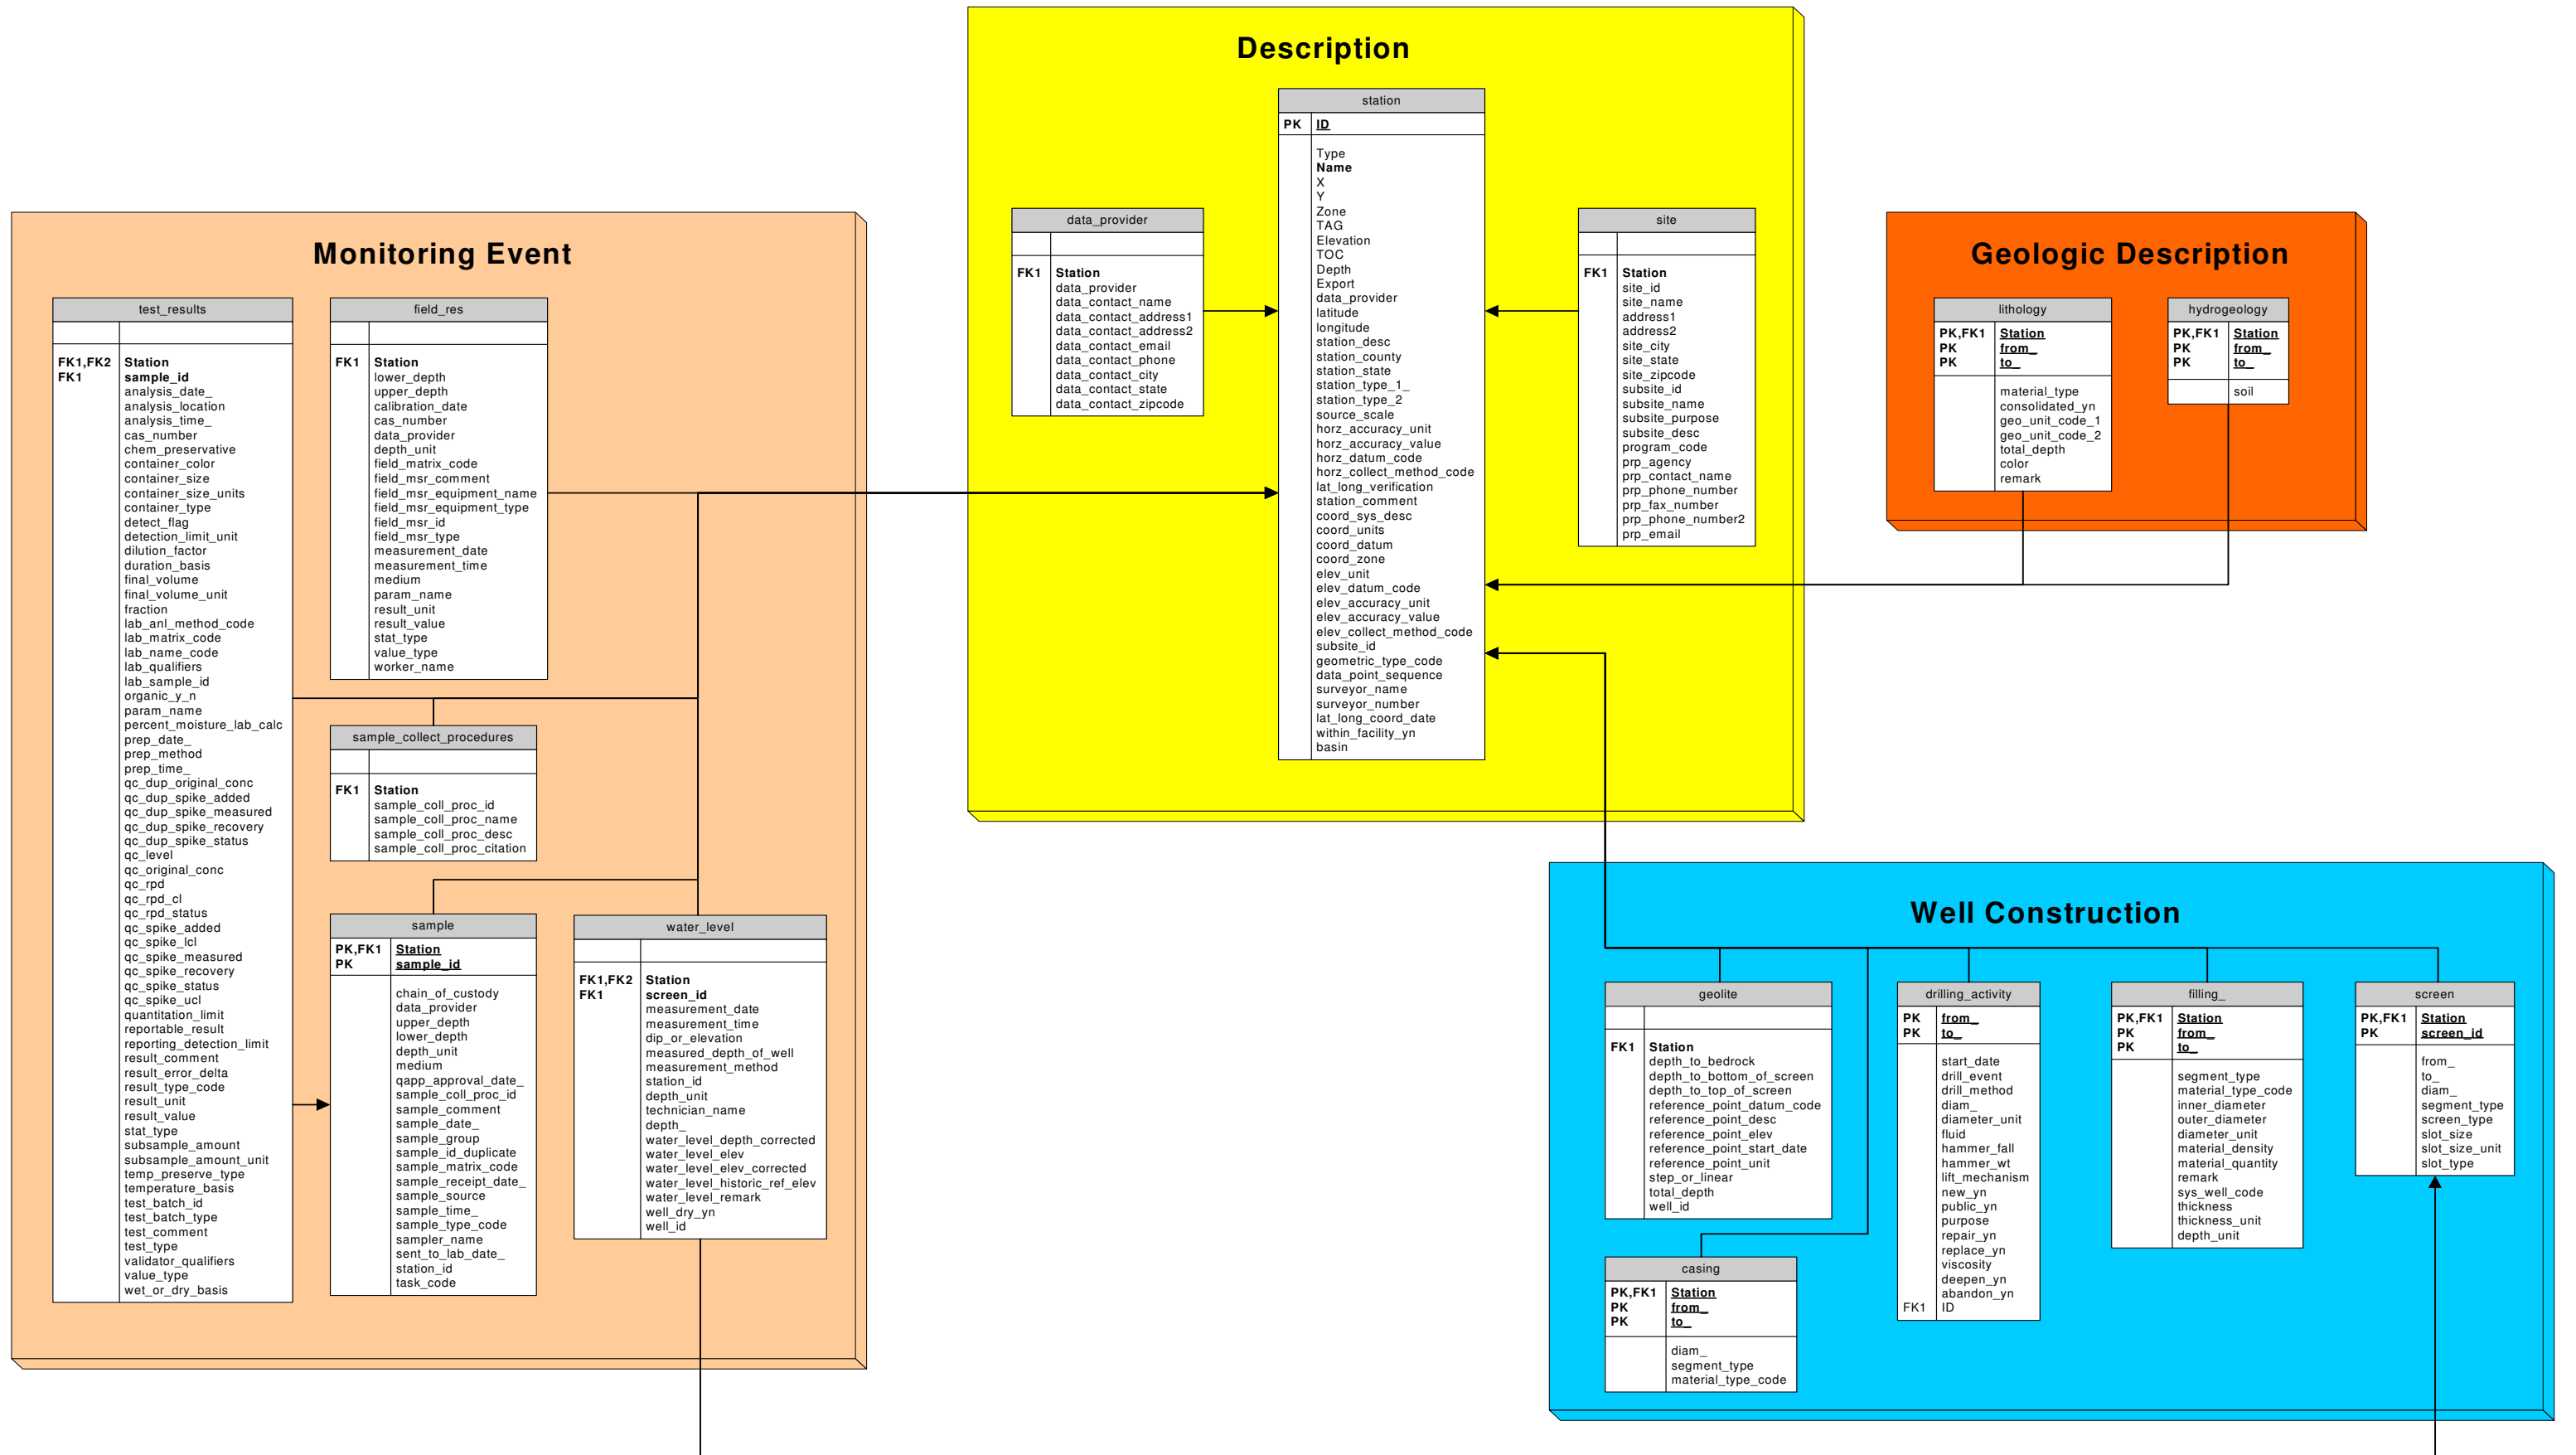 Description
station
PK ID
Type
Name
X
Y
Zone
TAG
Elevation
TOC
Depth
Export
data_provider
latitude
longitude
station_desc
station_county
station_state
station_type_1_
station_type_2
source_scale
horz_accuracy_unit
horz_accuracy_value
horz_datum_code
horz_collect_method_code
lat_long_verification
station_comment
coord_sys_desc
coord_units
coord_datum
coord_zone
elev_unit
elev_datum_code
elev_accuracy_unit
elev_accuracy_value
elev_collect_method_code
subsite_id
geometric_type_code
data_point_sequence
surveyor_name
surveyor_number
lat_long_coord_date
within_facility_yn
basin
data_provider
FK1 Station
data_provider
data_contact_name
data_contact_address1
data_contact_address2
data_contact_email
data_contact_phone
data_contact_city
data_contact_state
data_contact_zipcode
site
FK1 Station
site_id
site_name
address1
address2
site_city
site_state
site_zipcode
subsite_id
subsite_name
subsite_purpose
subsite_desc
program_code
prp_agency
prp_contact_name
prp_phone_number
prp_fax_number
prp_phone_number2
prp_email
Monitoring Event
test_results
FK1,FK2 Station
FK1 sample_id
analysis_date_
analysis_location
analysis_time_
cas_number
chem_preservative
container_color
container_size
container_size_units
container_type
detect_flag
detection_limit_unit
dilution_factor
duration_basis
final_volume
final_volume_unit
fraction
lab_anl_method_code
lab_matrix_code
lab_name_code
lab_qualifiers
lab_sample_id
organic_y_n
param_name
percent_moisture_lab_calc
prep_date_
prep_method
prep_time_
qc_dup_original_conc
qc_dup_spike_added
qc_dup_spike_measured
qc_dup_spike_recovery
qc_dup_spike_status
qc_level
qc_original_conc
qc_rpd
qc_rpd_cl
qc_rpd_status
qc_spike_added
qc_spike_lcl
qc_spike_measured
qc_spike_recovery
qc_spike_status
qc_spike_ucl
quantitation_limit
reportable_result
reporting_detection_limit
result_comment
result_error_delta
result_type_code
result_unit
result_value
stat_type
subsample_amount
subsample_amount_unit
temp_preserve_type
temperature_basis
test_batch_id
test_batch_type
test_comment
test_type
validator_qualifiers
value_type
wet_or_dry_basis
field_res
FK1 Station
lower_depth
upper_depth
calibration_date
cas_number
data_provider
depth_unit
field_matrix_code
field_msr_comment
field_msr_equipment_name
field_msr_equipment_type
field_msr_id
field_msr_type
measurement_date
measurement_time
medium
param_name
result_unit
result_value
stat_type
value_type
worker_name
sample_collect_procedures
FK1 Station
sample_coll_proc_id
sample_coll_proc_name
sample_coll_proc_desc
sample_coll_proc_citation
sample
PK,FK1 Station
PK sample_id
chain_of_custody
data_provider
upper_depth
lower_depth
depth_unit
medium
qapp_approval_date_
sample_coll_proc_id
sample_comment
sample_date_
sample_group
sample_id_duplicate
sample_matrix_code
sample_receipt_date_
sample_source
sample_time_
sample_type_code
sampler_name
sent_to_lab_date_
station_id
task_code
water_level
FK1,FK2 Station
FK1 screen_id
measurement_date
measurement_time
dip_or_elevation
measured_depth_of_well
measurement_method
station_id
depth_unit
technician_name
depth_
water_level_depth_corrected
water_level_elev
water_level_elev_corrected
water_level_historic_ref_elev
water_level_remark
well_dry_yn
well_id
Geologic Description
lithology
PK,FK1 Station
PK from_
PK to_
material_type
consolidated_yn
geo_unit_code_1
geo_unit_code_2
total_depth
color
remark
hydrogeology
PK,FK1 Station
PK from_
PK to_
soil
Well Construction
geolite
FK1 Station
depth_to_bedrock
depth_to_bottom_of_screen
depth_to_top_of_screen
reference_point_datum_code
reference_point_desc
reference_point_elev
reference_point_start_date
reference_point_unit
step_or_linear
total_depth
well_id
casing
PK,FK1 Station
PK from_
PK to_
diam_
segment_type
material_type_code
drilling_activity
PK from_
PK to_
start_date
drill_event
drill_method
diam_
diameter_unit
fluid
hammer_fall
hammer_wt
lift_mechanism
new_yn
public_yn
purpose
repair_yn
replace_yn
viscosity
deepen_yn
abandon_yn
FK1 ID
filling_
PK,FK1 Station
PK from_
PK to_
segment_type
material_type_code
inner_diameter
outer_diameter
diameter_unit
material_density
material_quantity
remark
sys_well_code
thickness
thickness_unit
depth_unit
screen
PK,FK1 Station
PK screen_id
from_
to_
diam_
segment_type
screen_type
slot_size
slot_size_unit
slot_type